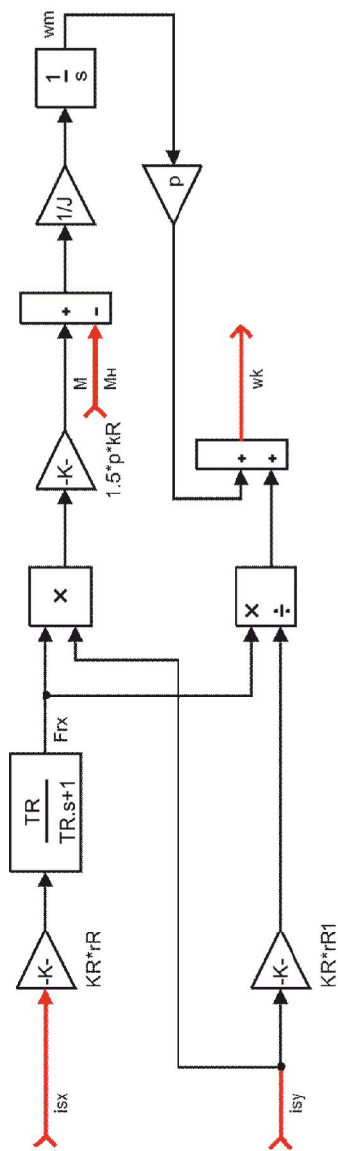 isx
-K-
KR*rR
TR
TR.s+1
Frx
×
-K-
1.5*p*kR
M
Mн
+
-
1/J
1
s
wm
p
isy
-K-
KR*rR1
×
÷
+
+
wk